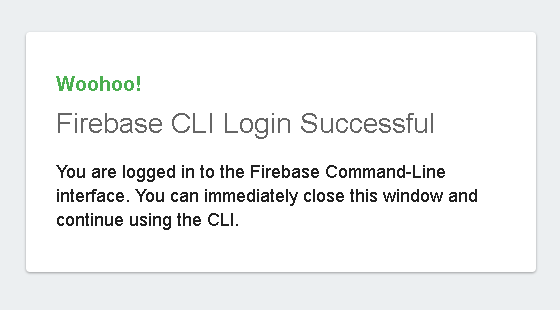 Woohoo!
Firebase CLI Login Successful
You are logged in to the Firebase Command-Line
interface. You can immediately close this window and
continue using the CLI.